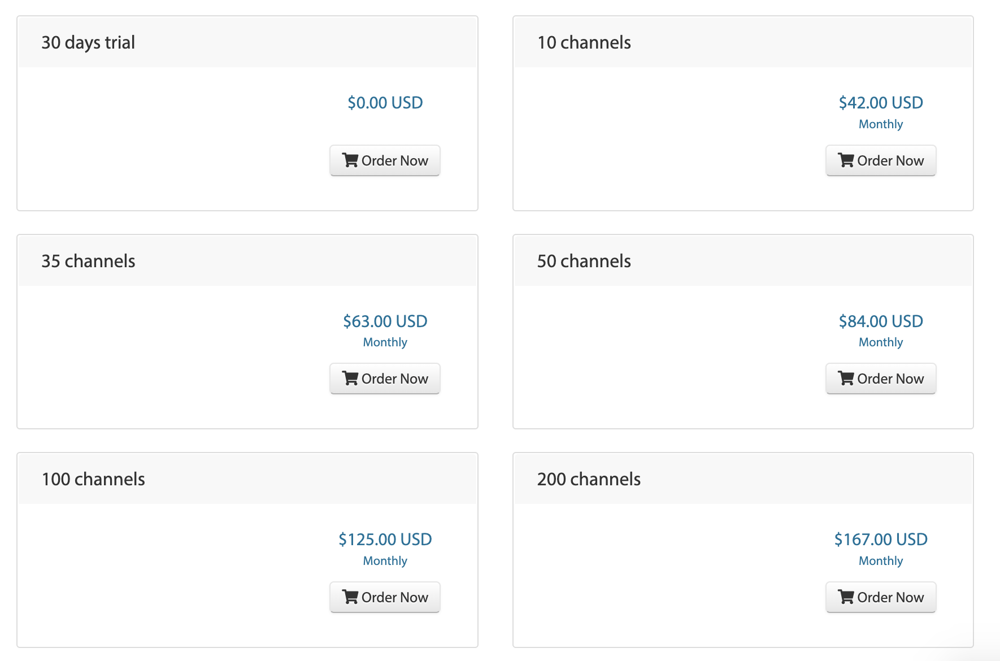 30 days trial
$0.00 USD
Order Now
10 channels
$42.00 USD
Monthly
Order Now
35 channels
$63.00 USD
Monthly
Order Now
50 channels
$84.00 USD
Monthly
Order Now
100 channels
$125.00 USD
Monthly
Order Now
200 channels
$167.00 USD
Monthly
Order Now